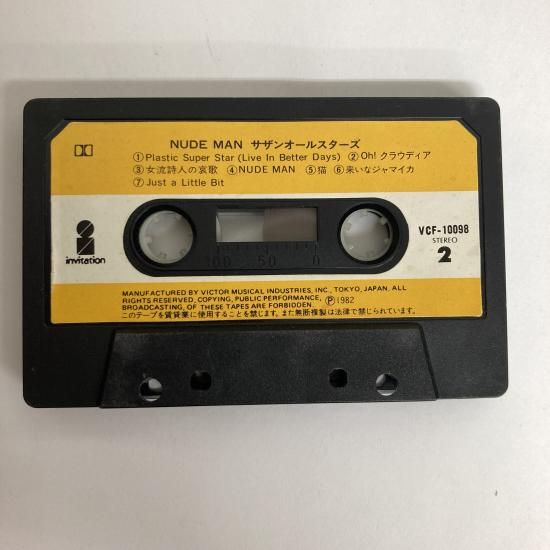 NUDE MAN サザンオールスターズ
①Plastic Super Star (Live In Better Days) ②Oh! クラウディア
③女流詩人の哀歌 ④NUDE MAN ⑤猫 ⑥来いなジャマイカ
⑦Just a Little Bit
invitation
VCF-10098
STEREO
2
100 50 0
MANUFACTURED BY VICTOR MUSICAL INDUSTRIES, INC., TOKYO, JAPAN. ALL
RIGHTS RESERVED, COPYING, PUBLIC PERFORMANCE,
BROADCASTING, OF THESE TAPES ARE FORBIDDEN. Ⓟ1982
このテープを賃貸業に使用することを禁じます。また無断複製は法律で禁じられています。